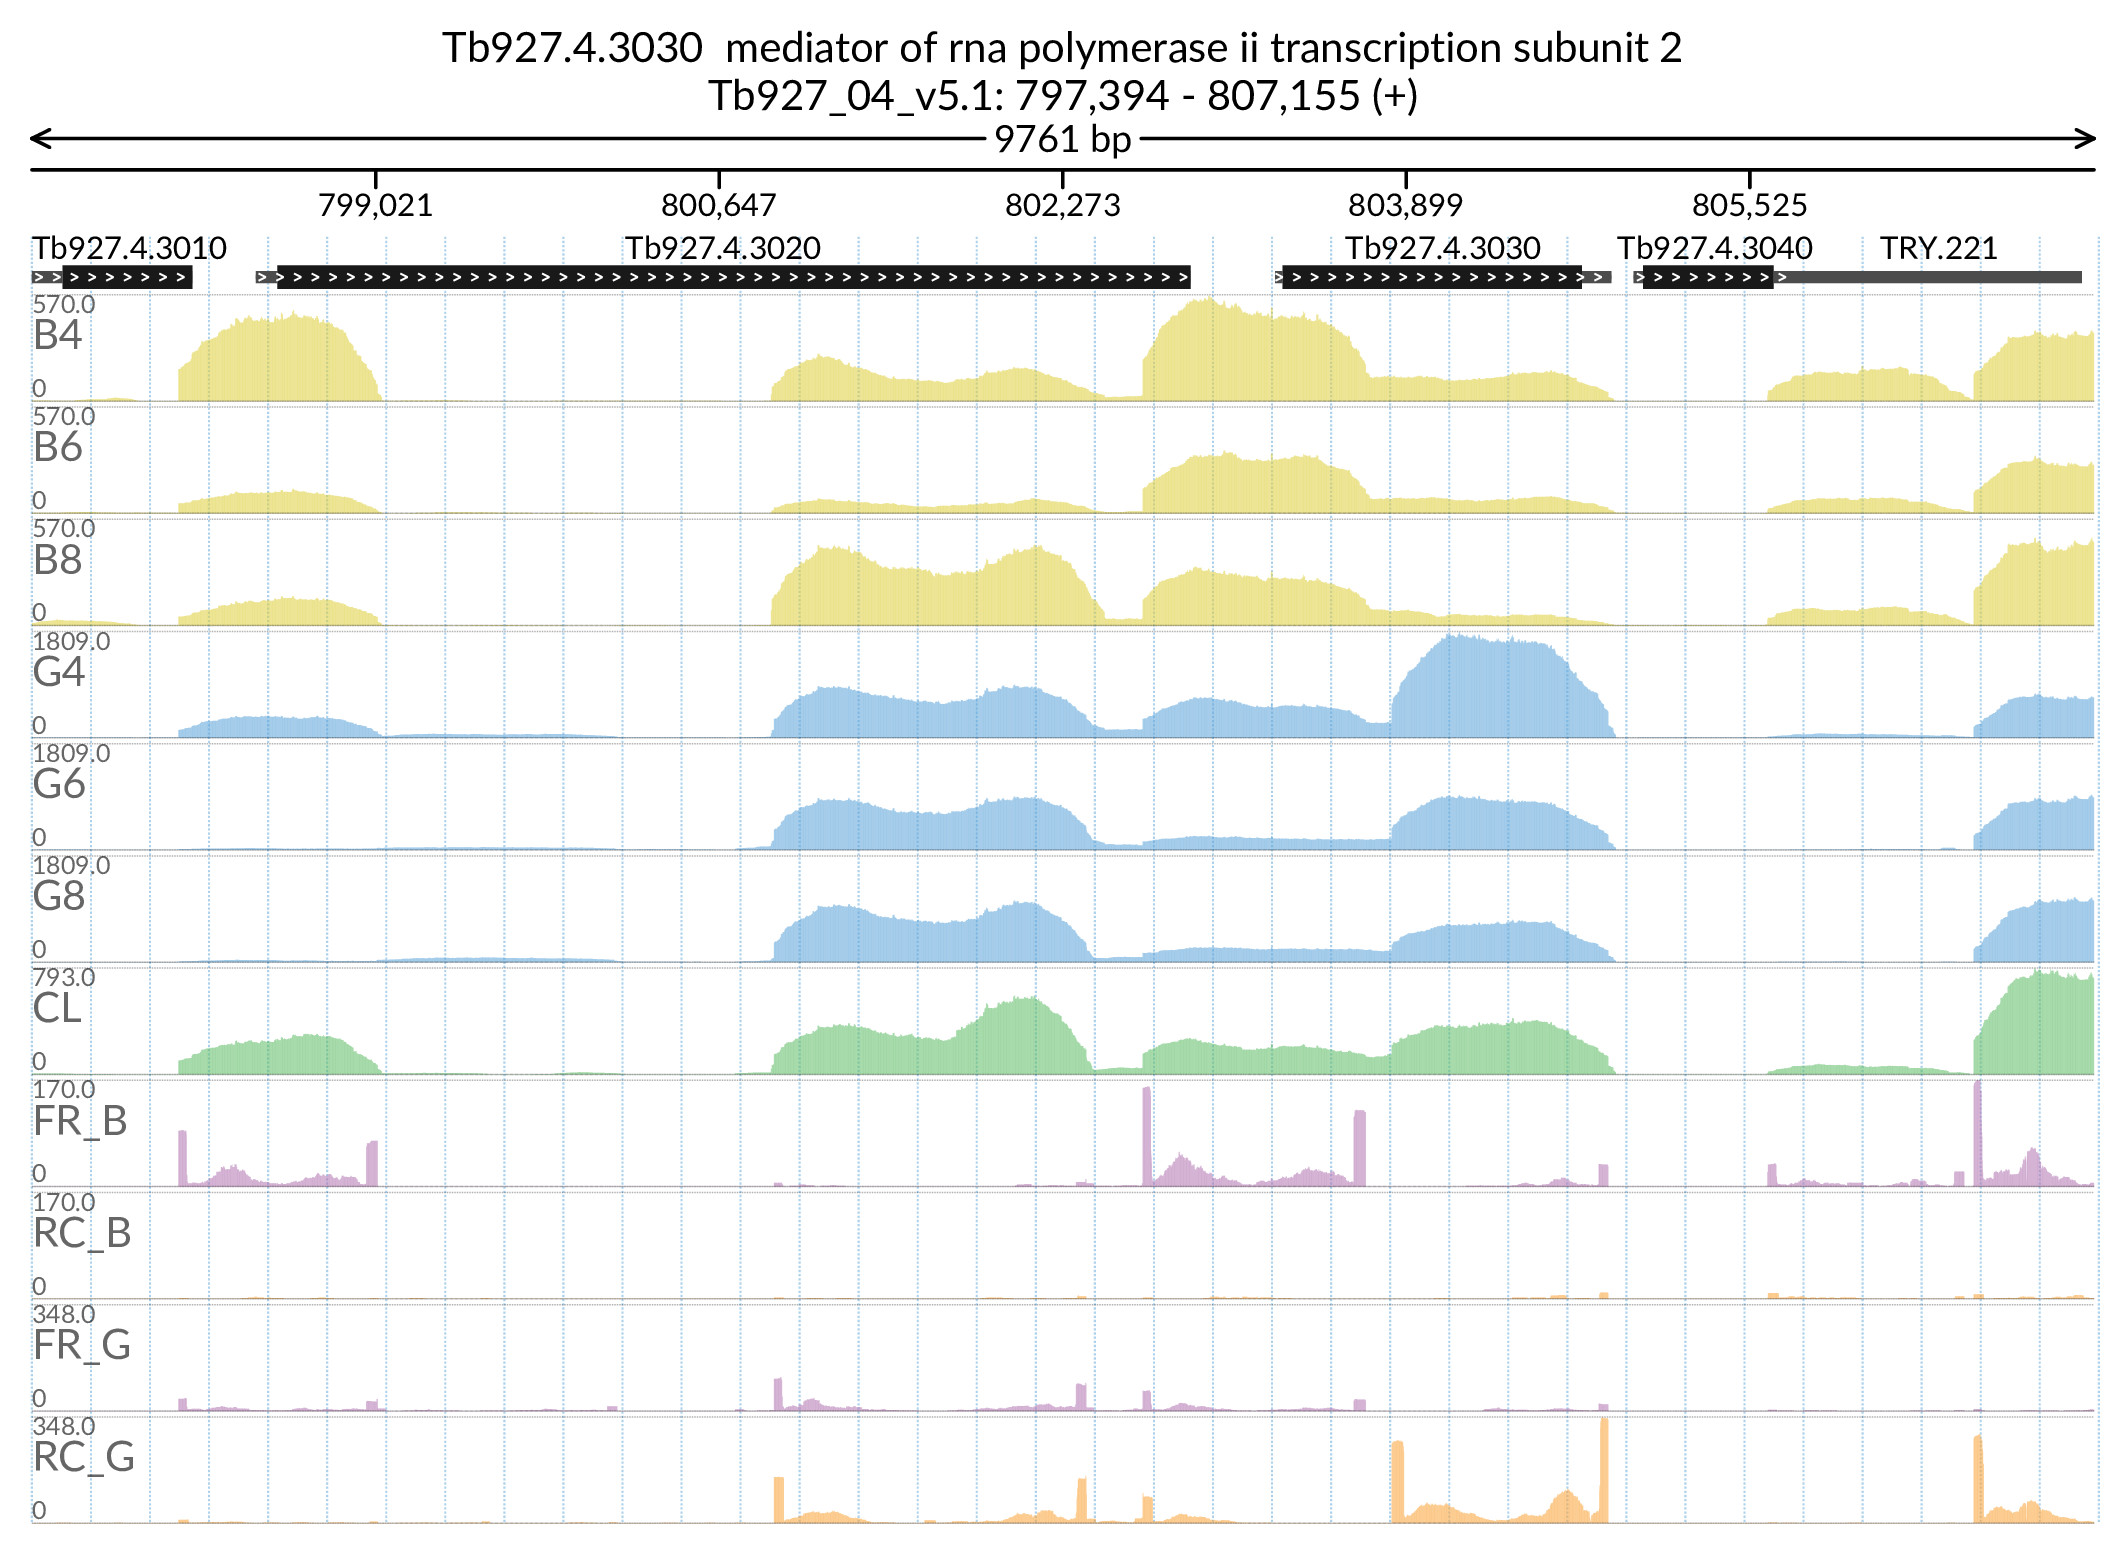 Tb927.4.3030  mediator of rna polymerase ii transcription subunit 2
Tb927_04_v5.1: 797,394 - 807,155 (+)
9761 bp
799,021 800,647 802,273 803,899 805,525
Tb927.4.3010 Tb927.4.3020 Tb927.4.3030 Tb927.4.3040 TRY.221
570.0
B4
0
570.0
B6
0
570.0
B8
0
1809.0
G4
0
1809.0
G6
0
1809.0
G8
0
793.0
CL
0
170.0
FR_B
0
170.0
RC_B
0
348.0
FR_G
0
348.0
RC_G
0